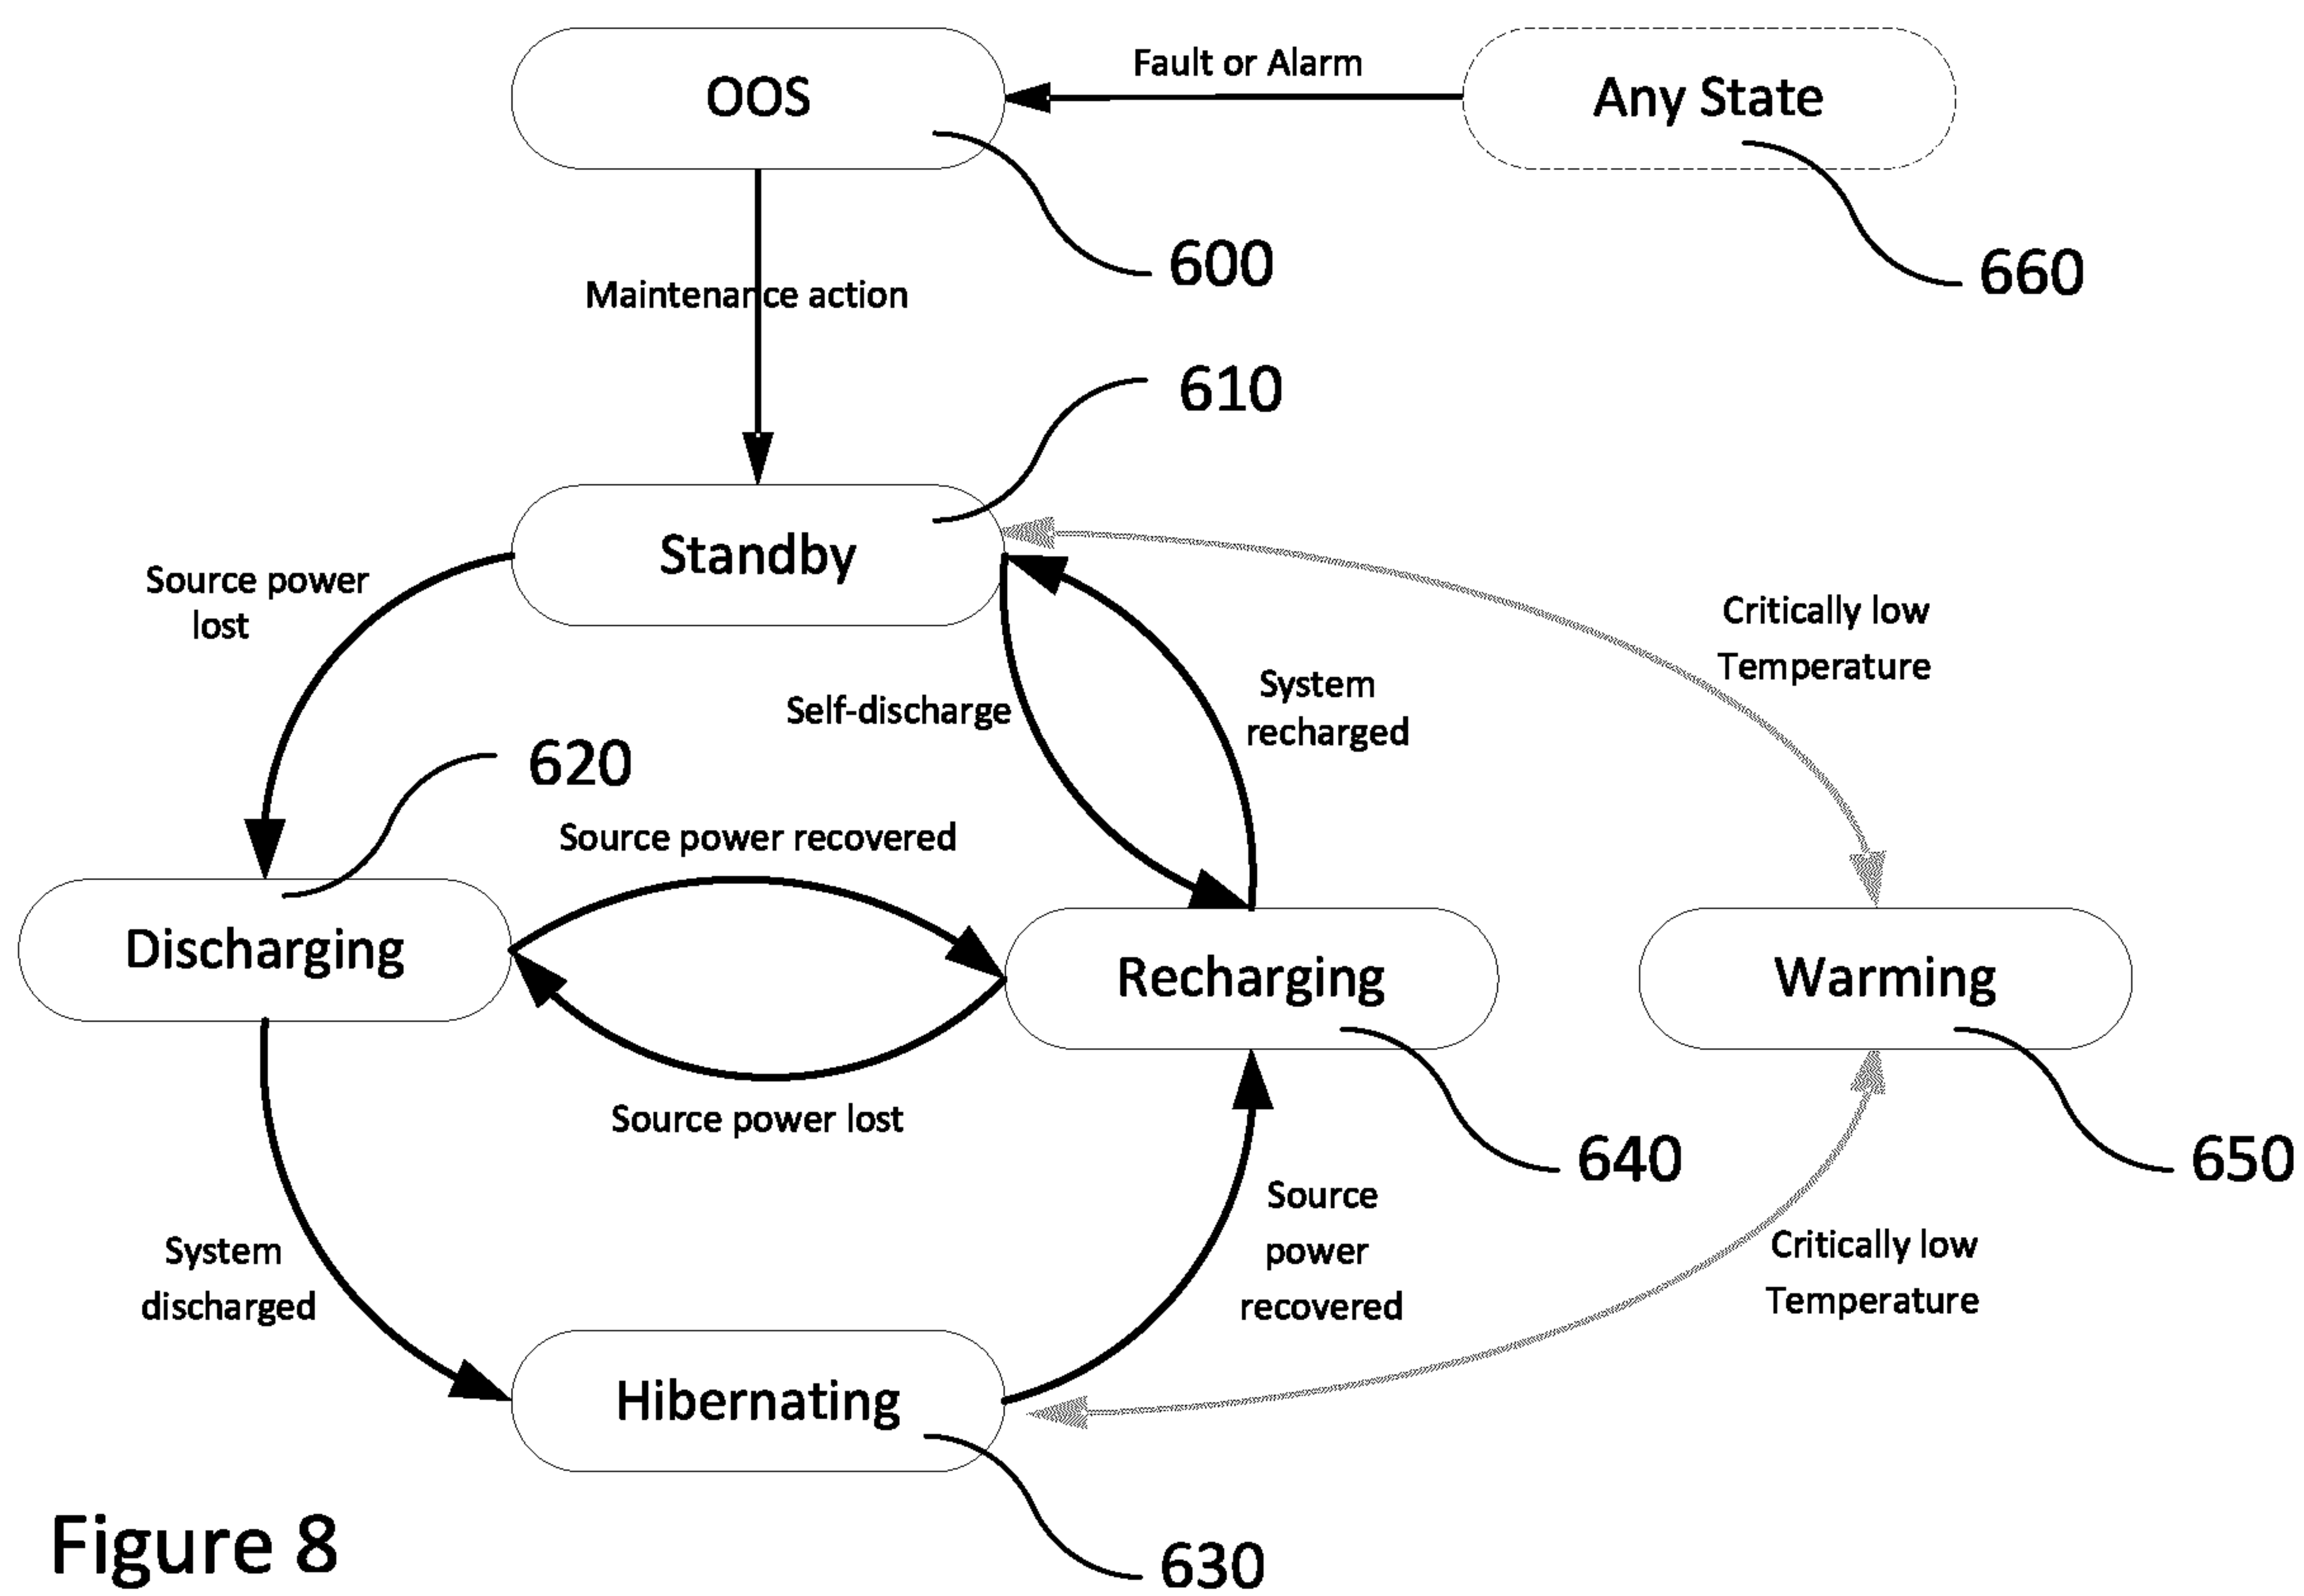 OOS
Fault or Alarm
Any State
600
660
Maintenance action
610
Standby
Source power
lost
Critically low
Temperature
Self-discharge
System
recharged
620
Source power recovered
Discharging
Recharging
Warming
Source power lost
640
650
Source
power
recovered
System
discharged
Critically low
Temperature
Hibernating
630
Figure 8